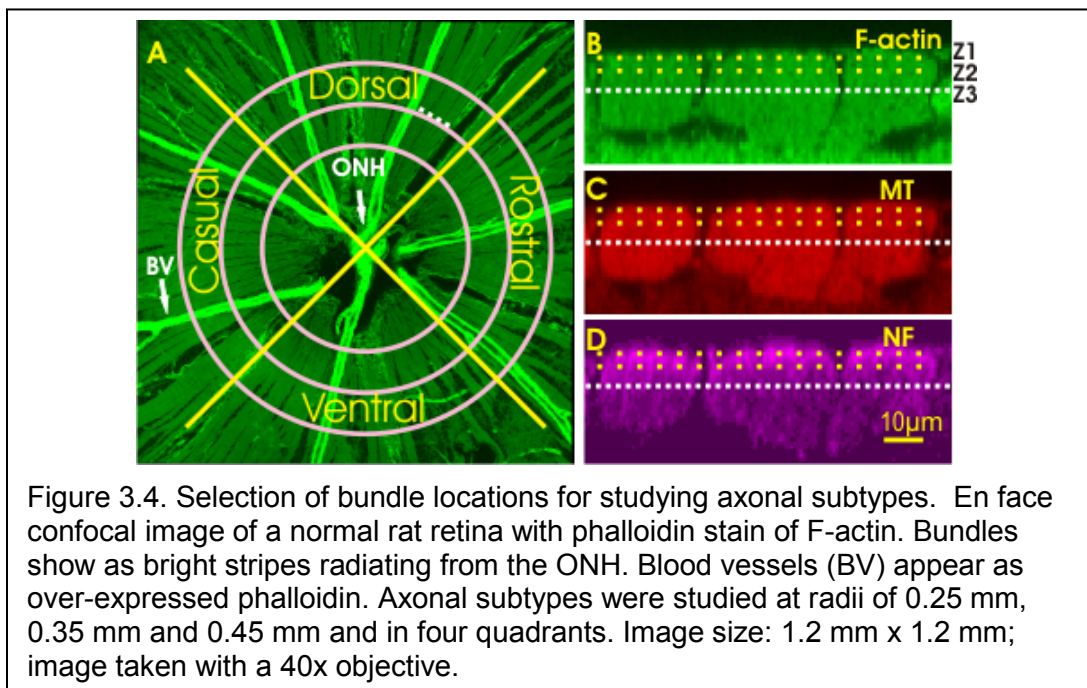 A
Dorsal
ONH
Casual
Rostral
BV
Ventral
B
F-actin
Z1
Z2
Z3
C
MT
D
NF
10µm
Figure 3.4. Selection of bundle locations for studying axonal subtypes.  En face
confocal image of a normal rat retina with phalloidin stain of F-actin. Bundles
show as bright stripes radiating from the ONH. Blood vessels (BV) appear as
over-expressed phalloidin. Axonal subtypes were studied at radii of 0.25 mm,
0.35 mm and 0.45 mm and in four quadrants. Image size: 1.2 mm x 1.2 mm;
image taken with a 40x objective.